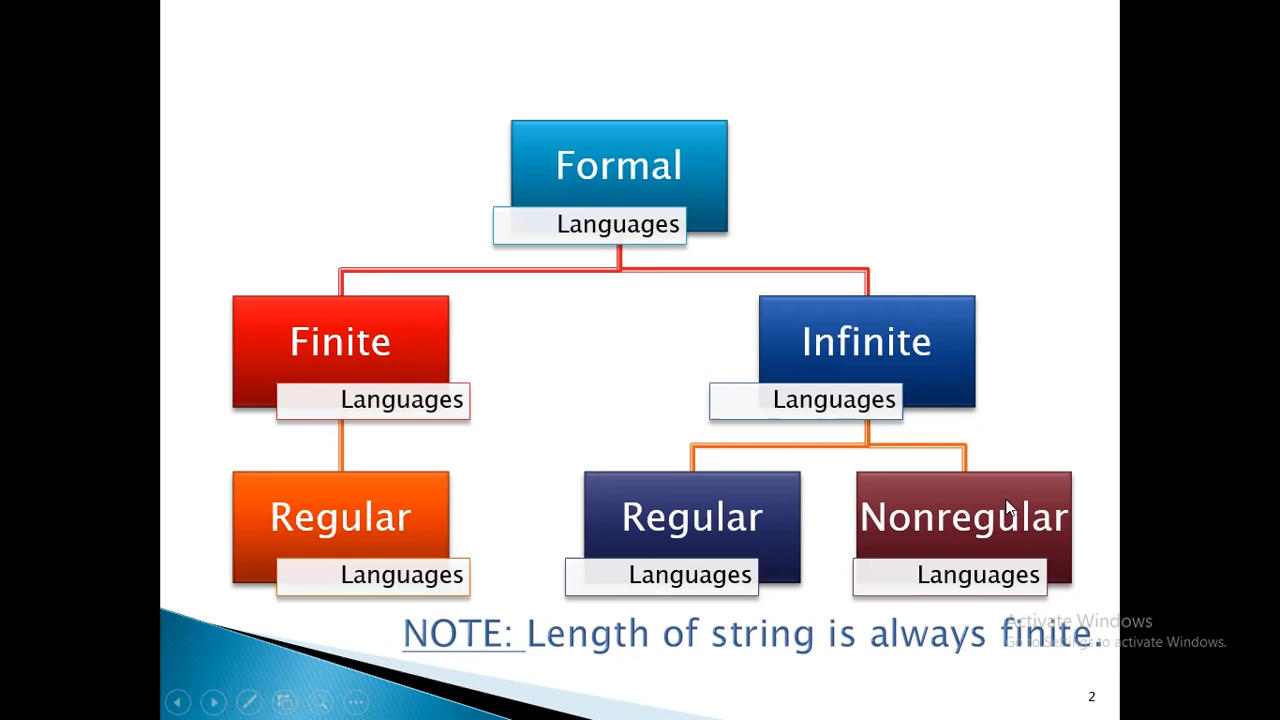 Formal
Languages
Finite
Languages
Infinite
Languages
Regular
Languages
Regular
Languages
Nonregular
Languages
NOTE: Length of string is always finite.
Activate Windows
Go to Settings to activate Windows.
2